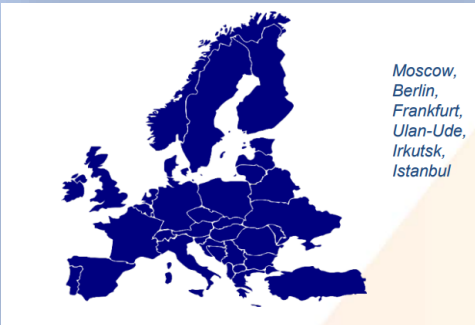 Moscow,
Berlin,
Frankfurt,
Ulan-Ude,
Irkutsk,
Istanbul